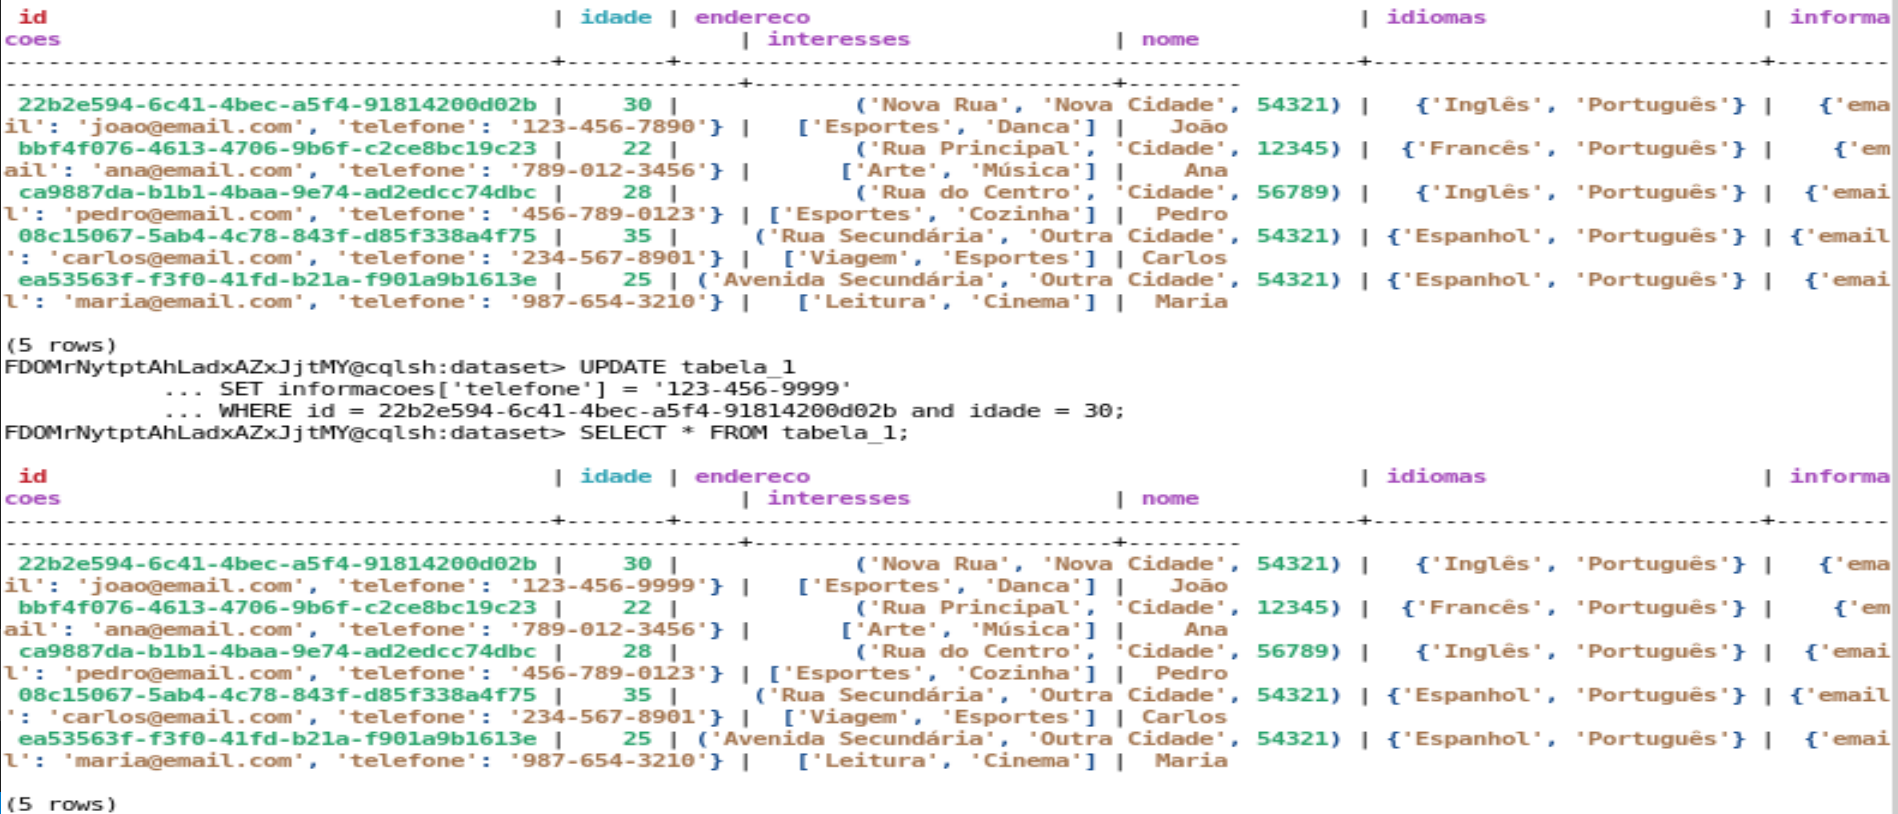 id | idade | endereco | idiomas | informa
coes | interesses | nome
--------------------------------------+-------+-----------------------------------------------+---------------------------+--------
---------------------------------------------------+-------------------------+--------
22b2e594-6c41-4bec-a5f4-91814200d02b | 30 | ('Nova Rua', 'Nova Cidade', 54321) | {'Inglês', 'Português'} | {'ema
il': 'joao@email.com', 'telefone': '123-456-7890'} | ['Esportes', 'Danca'] | João
bbf4f076-4613-4706-9b6f-c2ce8bc19c23 | 22 | ('Rua Principal', 'Cidade', 12345) | {'Francês', 'Português'} | {'em
ail': 'ana@email.com', 'telefone': '789-012-3456'} | ['Arte', 'Música'] | Ana
ca9887da-b1b1-4baa-9e74-ad2edcc74dbc | 28 | ('Rua do Centro', 'Cidade', 56789) | {'Inglês', 'Português'} | {'emai
l': 'pedro@email.com', 'telefone': '456-789-0123'} | ['Esportes', 'Cozinha'] | Pedro
08c15067-5ab4-4c78-843f-d85f338a4f75 | 35 | ('Rua Secundária', 'Outra Cidade', 54321) | {'Espanhol', 'Português'} | {'email
': 'carlos@email.com', 'telefone': '234-567-8901'} | ['Viagem', 'Esportes'] | Carlos
ea53563f-f3f0-41fd-b21a-f901a9b1613e | 25 | ('Avenida Secundária', 'Outra Cidade', 54321) | {'Espanhol', 'Português'} | {'emai
l': 'maria@email.com', 'telefone': '987-654-3210'} | ['Leitura', 'Cinema'] | Maria
(5 rows)
FDOMrNytptAhLadxAZxJjtMY@cqlsh:dataset> UPDATE tabela_1
... SET informacoes['telefone'] = '123-456-9999'
... WHERE id = 22b2e594-6c41-4bec-a5f4-91814200d02b and idade = 30;
FDOMrNytptAhLadxAZxJjtMY@cqlsh:dataset> SELECT * FROM tabela_1;
id | idade | endereco | idiomas | informa
coes | interesses | nome
--------------------------------------+-------+-----------------------------------------------+---------------------------+--------
---------------------------------------------------+-------------------------+--------
22b2e594-6c41-4bec-a5f4-91814200d02b | 30 | ('Nova Rua', 'Nova Cidade', 54321) | {'Inglês', 'Português'} | {'ema
il': 'joao@email.com', 'telefone': '123-456-9999'} | ['Esportes', 'Danca'] | João
bbf4f076-4613-4706-9b6f-c2ce8bc19c23 | 22 | ('Rua Principal', 'Cidade', 12345) | {'Francês', 'Português'} | {'em
ail': 'ana@email.com', 'telefone': '789-012-3456'} | ['Arte', 'Música'] | Ana
ca9887da-b1b1-4baa-9e74-ad2edcc74dbc | 28 | ('Rua do Centro', 'Cidade', 56789) | {'Inglês', 'Português'} | {'emai
l': 'pedro@email.com', 'telefone': '456-789-0123'} | ['Esportes', 'Cozinha'] | Pedro
08c15067-5ab4-4c78-843f-d85f338a4f75 | 35 | ('Rua Secundária', 'Outra Cidade', 54321) | {'Espanhol', 'Português'} | {'email
': 'carlos@email.com', 'telefone': '234-567-8901'} | ['Viagem', 'Esportes'] | Carlos
ea53563f-f3f0-41fd-b21a-f901a9b1613e | 25 | ('Avenida Secundária', 'Outra Cidade', 54321) | {'Espanhol', 'Português'} | {'emai
l': 'maria@email.com', 'telefone': '987-654-3210'} | ['Leitura', 'Cinema'] | Maria
(5 rows)